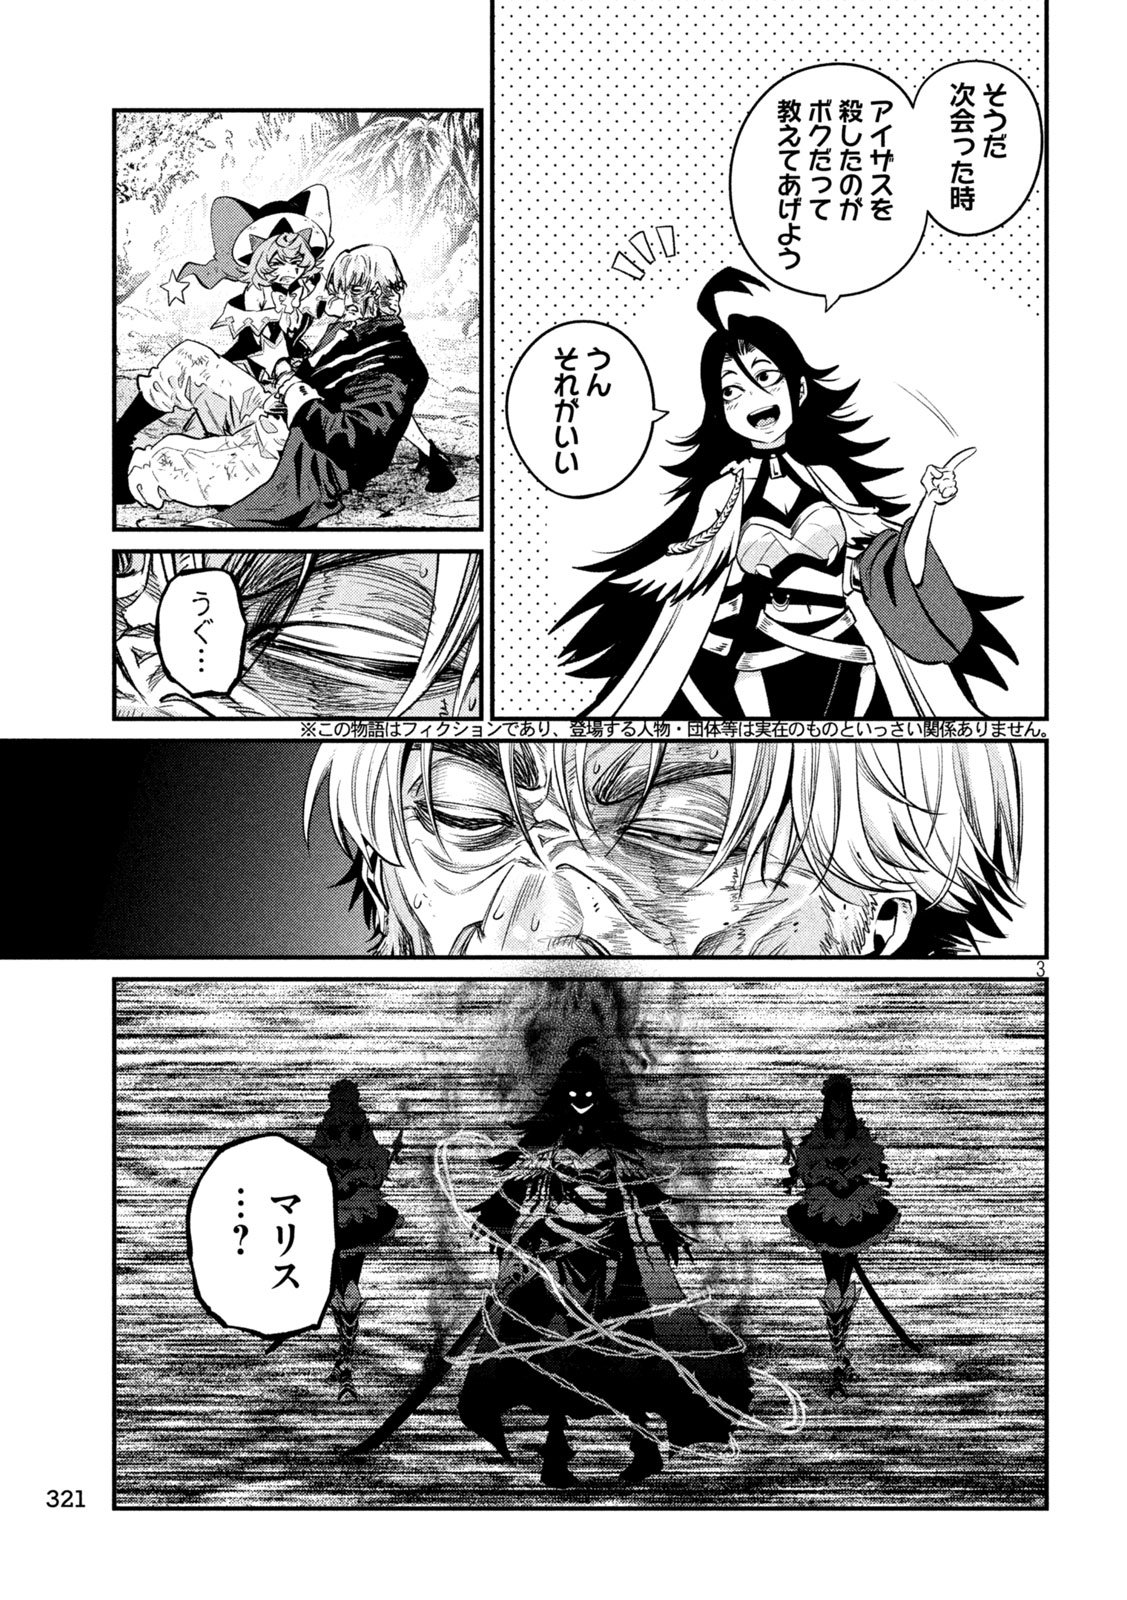 そうだ
次会った時
アイザスを
殺したのが
ボクだって
教えてあげよう
うん
それがいい
うぐ…
※この物語はフィクションであり、登場する人物・団体等は実在のものといっさい関係ありません。
3
マリス
…?
321